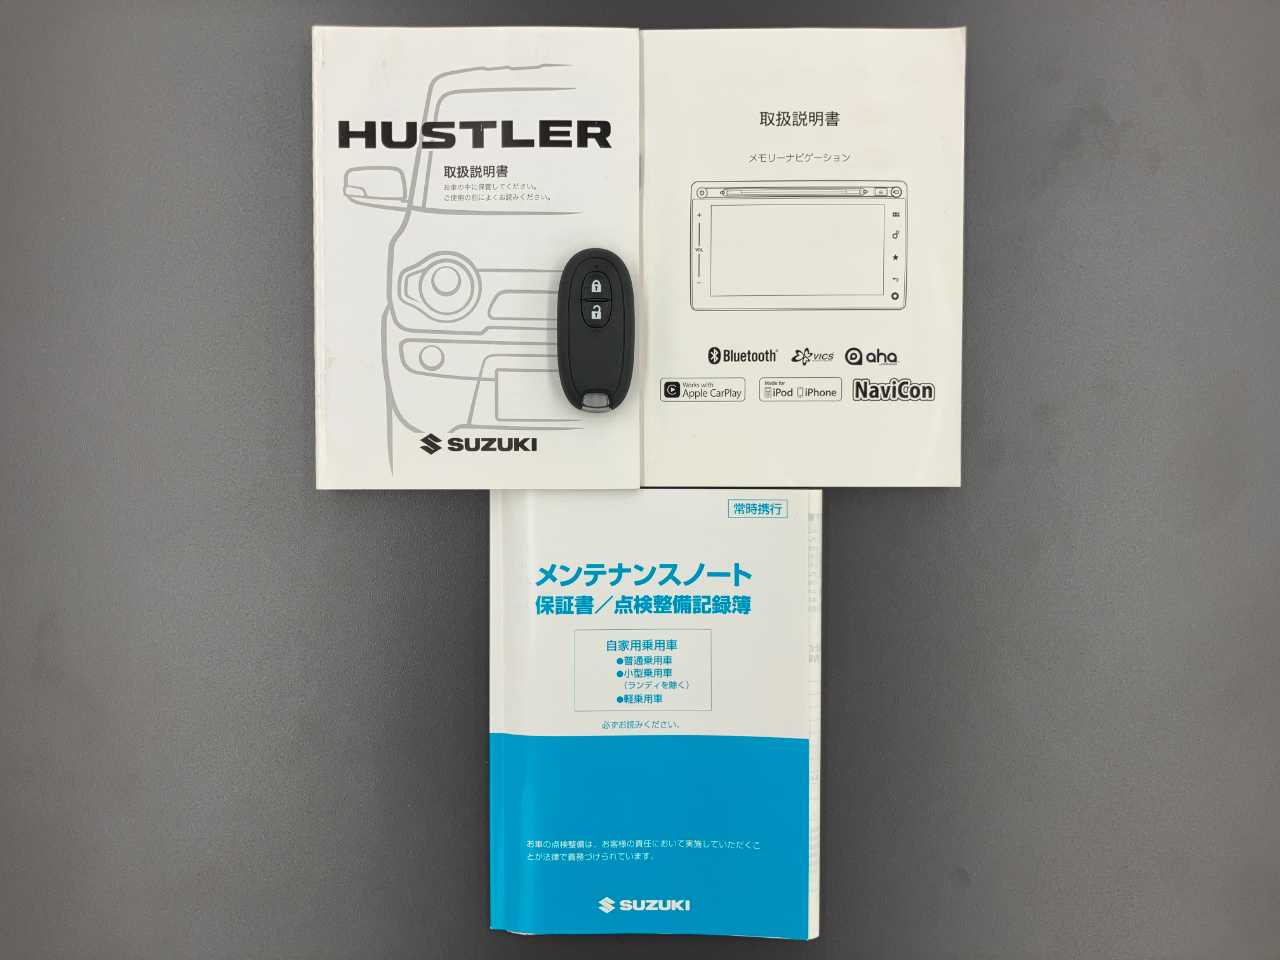 HUSTLER
取扱説明書
お車の中に保管してください。
ご使用の前によくお読みください。
SUZUKI
取扱説明書
メモリーナビゲーション
VOL
Bluetooth
VICS
aha
Works with
Apple CarPlay
Made for
iPod iPhone
NaviCon
常時携行
メンテナンスノート
保証書／点検整備記録簿
自家用乗用車
●普通乗用車
●小型乗用車
（ランディを除く）
●軽乗用車
必ずお読みください。
お車の点検整備は、お客様の責任において実施していただくこ
とが法律で義務づけられています。
SUZUKI